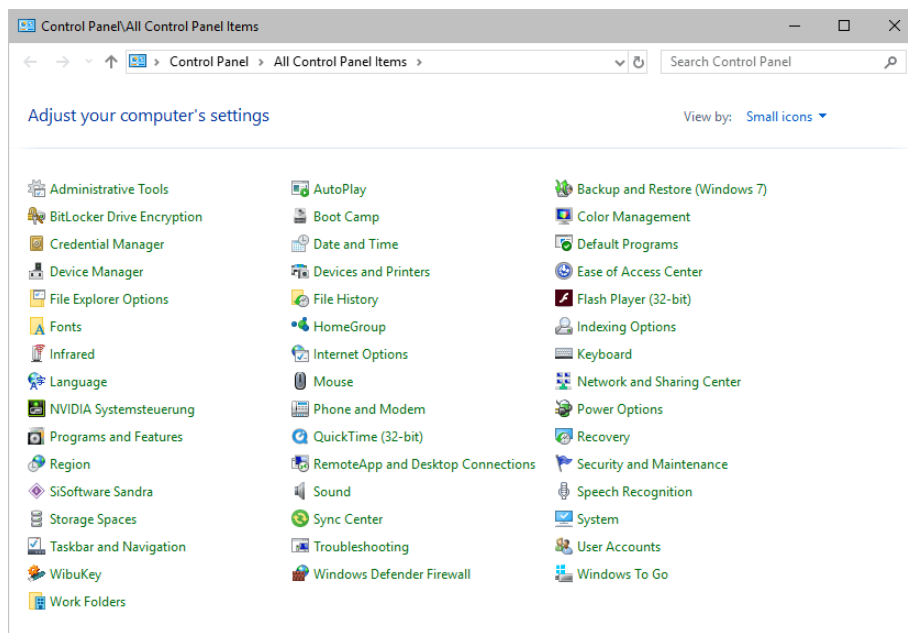 Control Panel\All Control Panel Items
Control Panel All Control Panel Items Search Control Panel
Adjust your computer's settings View by: Small icons
Administrative Tools AutoPlay Backup and Restore (Windows 7)
BitLocker Drive Encryption Boot Camp Color Management
Credential Manager Date and Time Default Programs
Device Manager Devices and Printers Ease of Access Center
File Explorer Options File History Flash Player (32-bit)
Fonts HomeGroup Indexing Options
Infrared Internet Options Keyboard
Language Mouse Network and Sharing Center
NVIDIA Systemsteuerung Phone and Modem Power Options
Programs and Features QuickTime (32-bit) Recovery
Region RemoteApp and Desktop Connections Security and Maintenance
SiSoftware Sandra Sound Speech Recognition
Storage Spaces Sync Center System
Taskbar and Navigation Troubleshooting User Accounts
WibuKey Windows Defender Firewall Windows To Go
Work Folders